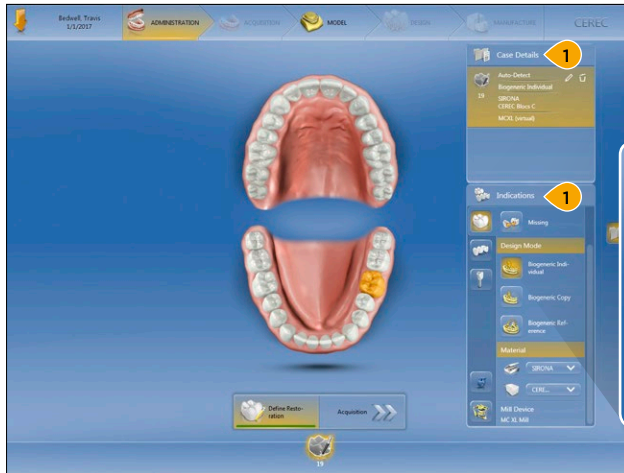 Bedwell, Travis
1/1/2017
ADMINISTRATION
ACQUISITION
MODEL
DESIGN
MANUFACTURE
CEREC
Case Details
1
Auto-Detect
Biogeneric Individual
SIRONA
CEREC Blocs C
MCXL (virtual)
19
Indications
1
Missing
Design Mode
Biogeneric Indi-
vidual
Biogeneric Copy
Biogeneric Ref-
erence
Material
SIRONA
CERE...
Mill Device
MC XL Mill
Define Resto-
ration
Acquisition
19